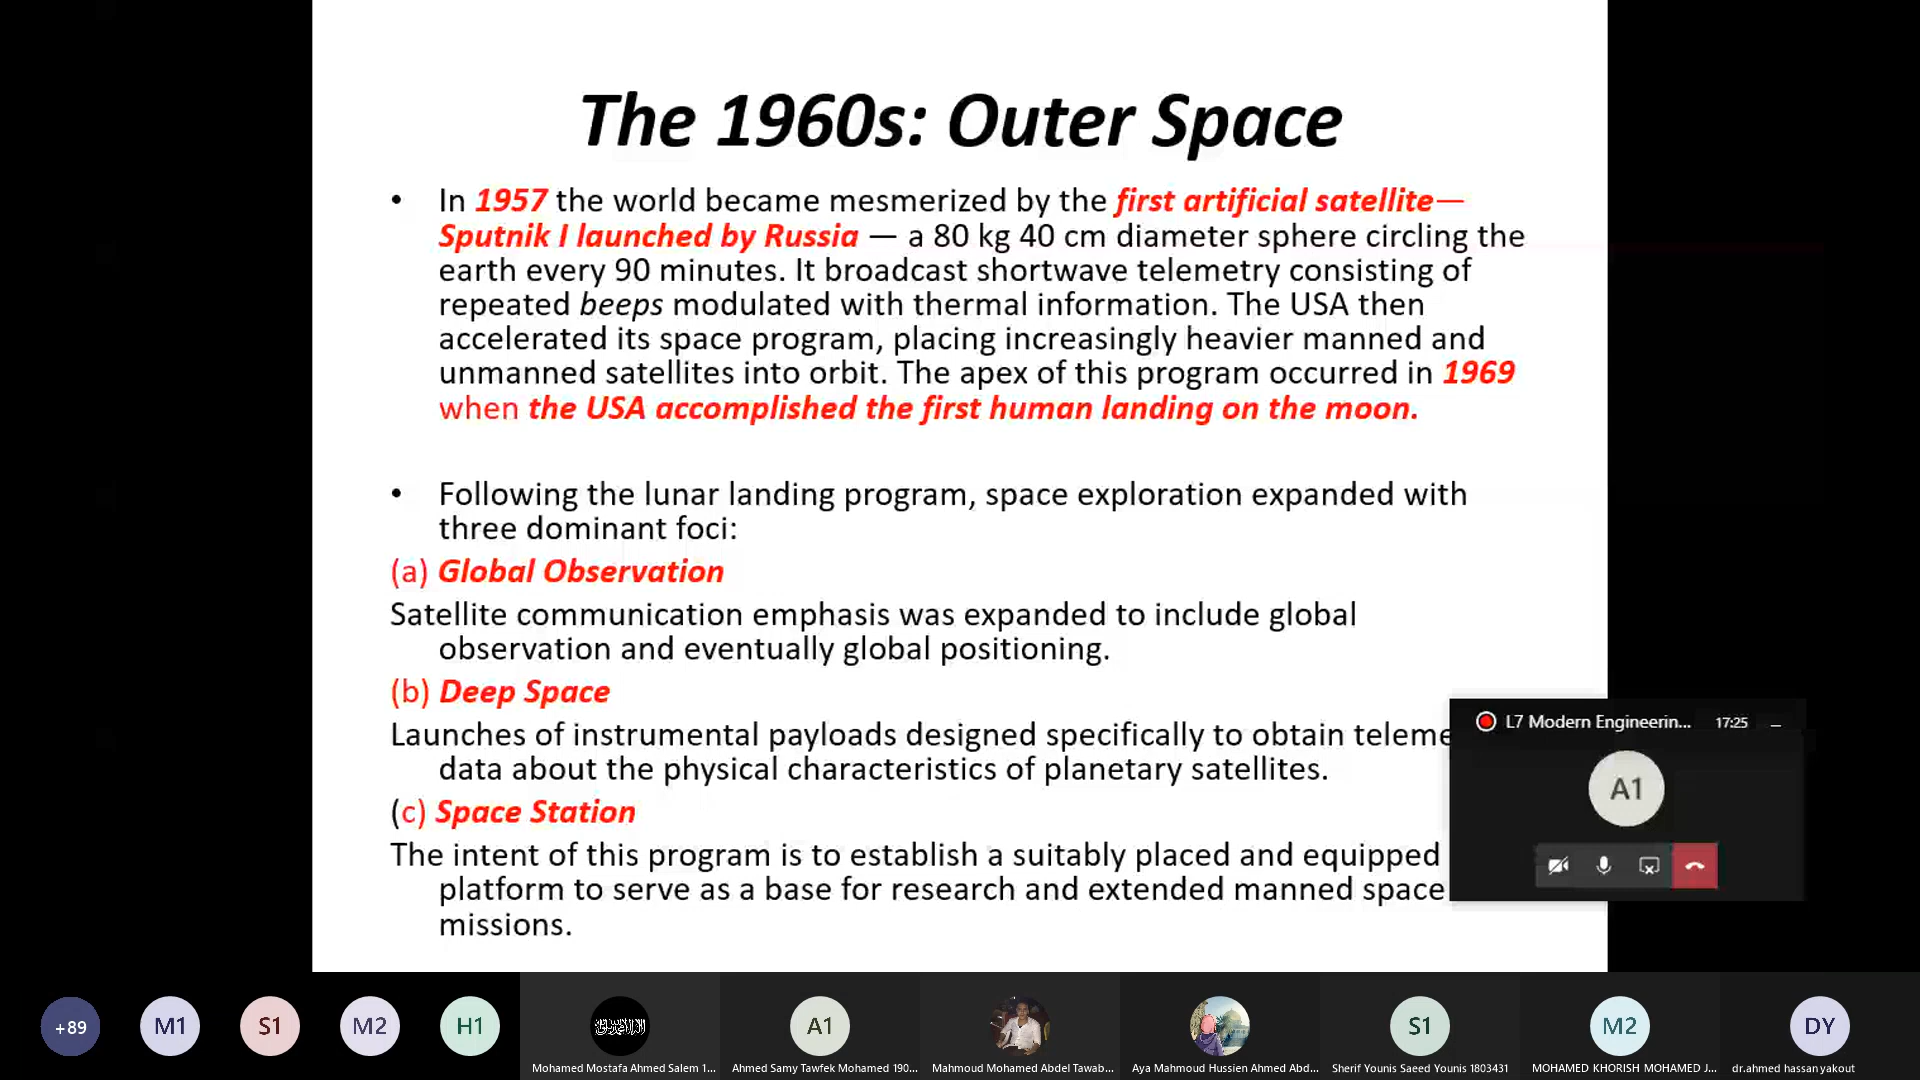 The 1960s: Outer Space
• In 1957 the world became mesmerized by the first artificial satellite—
Sputnik I launched by Russia — a 80 kg 40 cm diameter sphere circling the
earth every 90 minutes. It broadcast shortwave telemetry consisting of
repeated beeps modulated with thermal information. The USA then
accelerated its space program, placing increasingly heavier manned and
unmanned satellites into orbit. The apex of this program occurred in 1969
when the USA accomplished the first human landing on the moon.
• Following the lunar landing program, space exploration expanded with
three dominant foci:
(a) Global Observation
Satellite communication emphasis was expanded to include global
observation and eventually global positioning.
(b) Deep Space
Launches of instrumental payloads designed specifically to obtain teleme
data about the physical characteristics of planetary satellites.
(c) Space Station
The intent of this program is to establish a suitably placed and equipped
platform to serve as a base for research and extended manned space
missions.
L7 Modern Engineerin... 17:25
A1
+89 M1 S1 M2 H1 A1 S1 M2 DY
Mohamed Mostafa Ahmed Salem 1... Ahmed Samy Tawfek Mohamed 190... Mahmoud Mohamed Abdel Tawab... Aya Mahmoud Hussien Ahmed Abd... Sherif Younis Saeed Younis 1803431 MOHAMED KHORISH MOHAMED J... dr.ahmed hassan yakout